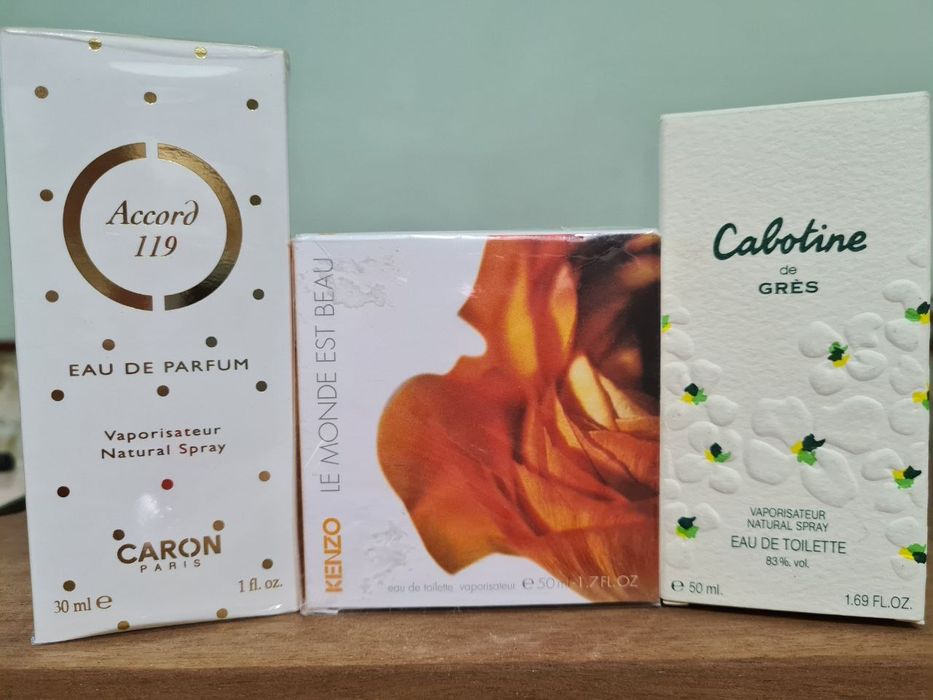 Accord
119
EAU DE PARFUM
Vaporisateur
Natural Spray
CARON
PARIS
30 ml e
1 fl. oz.
LE MONDE EST BEAU
KENZO
eau de toilette vaporisateur e 50 ml 1.7 FL.OZ
Cabotine
de
GRÈS
VAPORISATEUR
NATURAL SPRAY
EAU DE TOILETTE
83% vol.
e 50 ml.
1.69 FL.OZ.